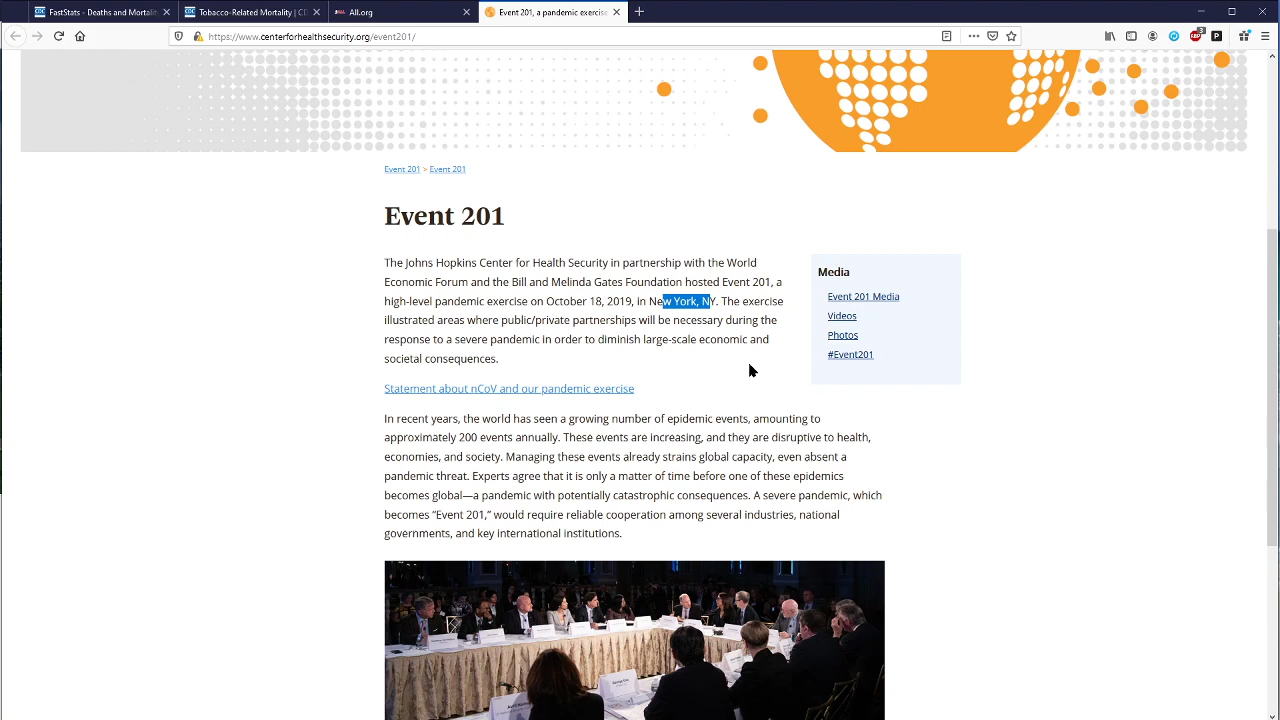 FastStats - Deaths and Mortali
Tobacco-Related Mortality | CD
All.org
Event 201, a pandemic exercise
https://www.centerforhealthsecurity.org/event201/
Event 201 > Event 201
Event 201
The Johns Hopkins Center for Health Security in partnership with the World
Economic Forum and the Bill and Melinda Gates Foundation hosted Event 201, a
high-level pandemic exercise on October 18, 2019, in New York, NY. The exercise
illustrated areas where public/private partnerships will be necessary during the
response to a severe pandemic in order to diminish large-scale economic and
societal consequences.
Media
Event 201 Media
Videos
Photos
#Event201
Statement about nCoV and our pandemic exercise
In recent years, the world has seen a growing number of epidemic events, amounting to
approximately 200 events annually. These events are increasing, and they are disruptive to health,
economies, and society. Managing these events already strains global capacity, even absent a
pandemic threat. Experts agree that it is only a matter of time before one of these epidemics
becomes global—a pandemic with potentially catastrophic consequences. A severe pandemic, which
becomes “Event 201,” would require reliable cooperation among several industries, national
governments, and key international institutions.